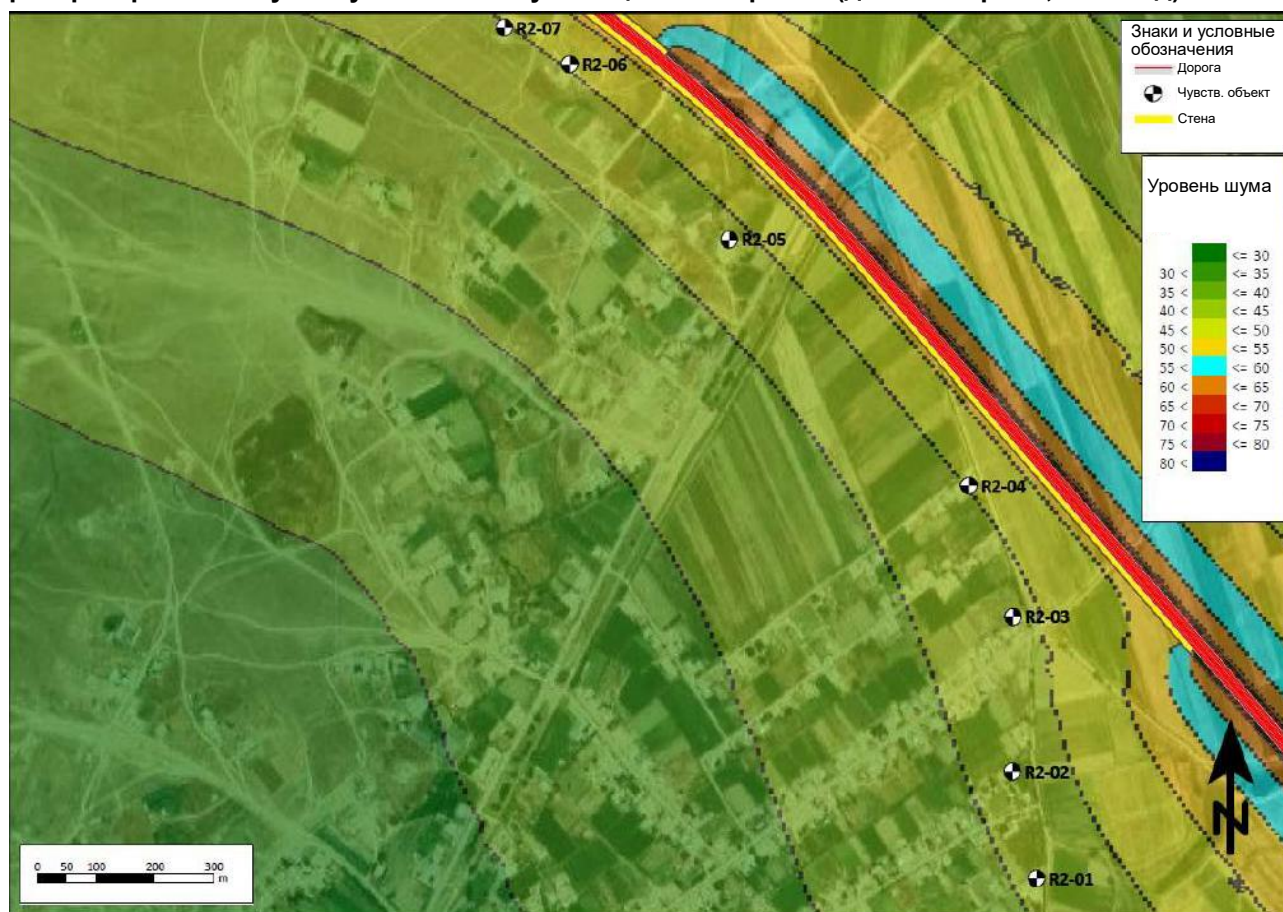 R2-07
R2-06
R2-05
R2-04
R2-03
R2-02
R2-01
Знаки и условные
обозначения
Дорога
Чувств. объект
Стена
Уровень шума
<= 30
30 < <= 35
35 < <= 40
40 < <= 45
45 < <= 50
50 < <= 55
55 < <= 60
60 < <= 65
65 < <= 70
70 < <= 75
75 < <= 80
80 <
0 50 100 200 300
m
N